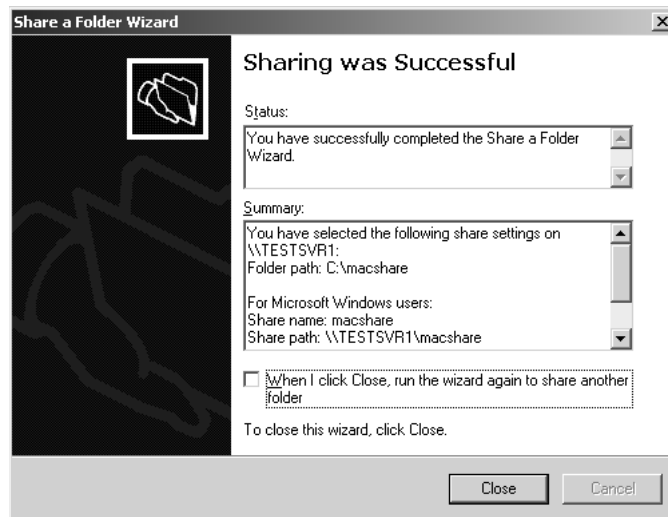 Share a Folder Wizard
Sharing was Successful
Status:
You have successfully completed the Share a Folder
Wizard.
Summary:
You have selected the following share settings on
\\TESTSVR1:
Folder path: C:\macshare
For Microsoft Windows users:
Share name: macshare
Share path: \\TESTSVR1\macshare
When I click Close, run the wizard again to share another
folder
To close this wizard, click Close.
Close
Cancel